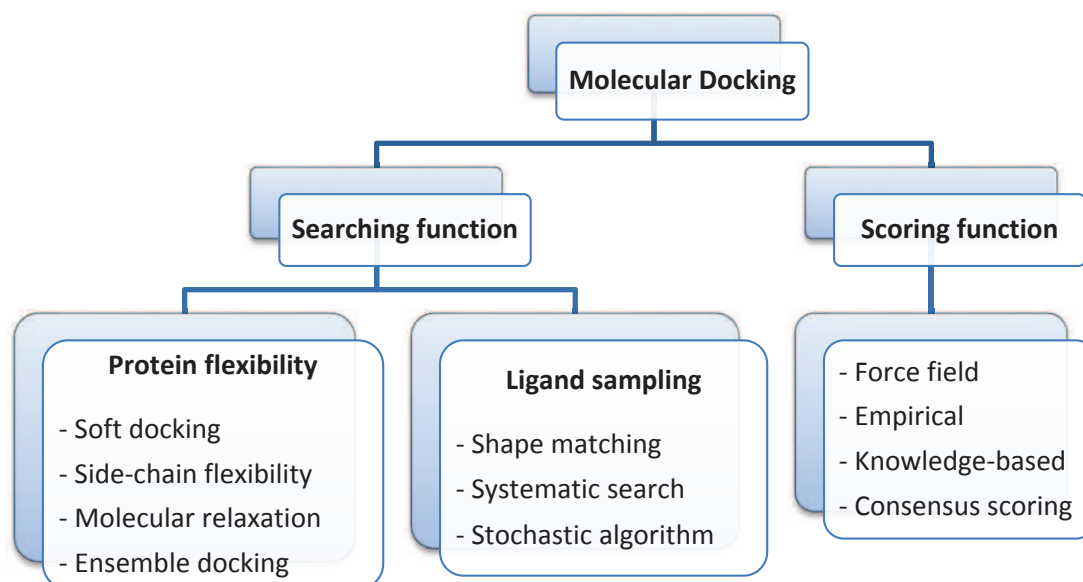 Molecular Docking
Searching function
Scoring function
Protein flexibility
- Soft docking
- Side-chain flexibility
- Molecular relaxation
- Ensemble docking
Ligand sampling
- Shape matching
- Systematic search
- Stochastic algorithm
- Force field
- Empirical
- Knowledge-based
- Consensus scoring